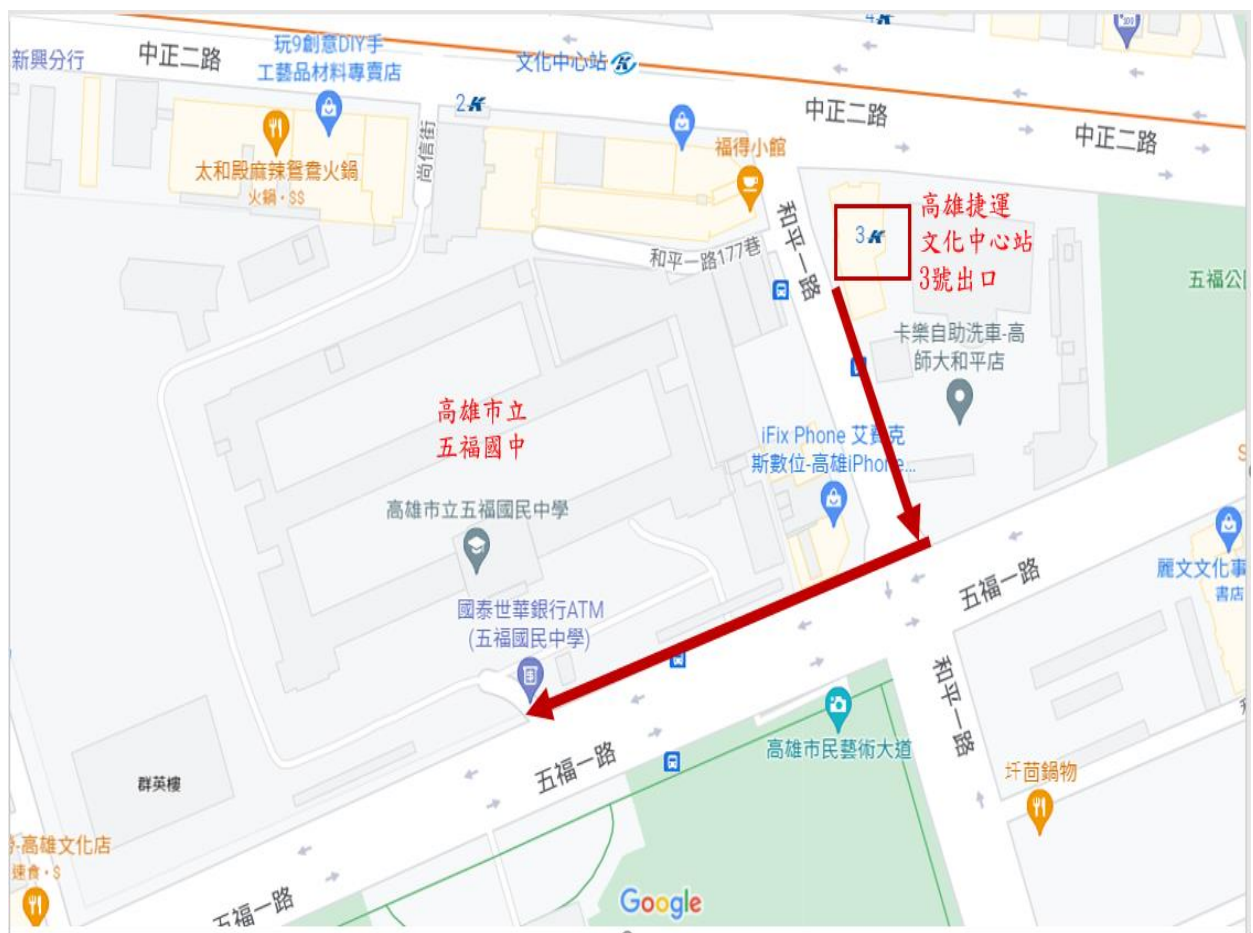 新興分行
中正二路
玩9創意DIY手
工藝品材料專賣店
文化中心站
2
太和殿麻辣鴛鴦火鍋
火鍋·$$
尚信街
福得小館
中正二路
中正二路
和平一路
3
高雄捷運
文化中心站
3號出口
和平一路177巷
五福公
卡樂自助洗車-高
師大和平店
高雄市立
五福國中
iFix Phone 艾
斯數位-高雄iPhone...
高雄市立五福國民中學
國泰世華銀行ATM
(五福國民中學)
五福一路
麗文文化事
書店
和平一路
高雄市民藝術大道
五福一路
群英樓
-高雄文化店
速食·$
五福一路
Google